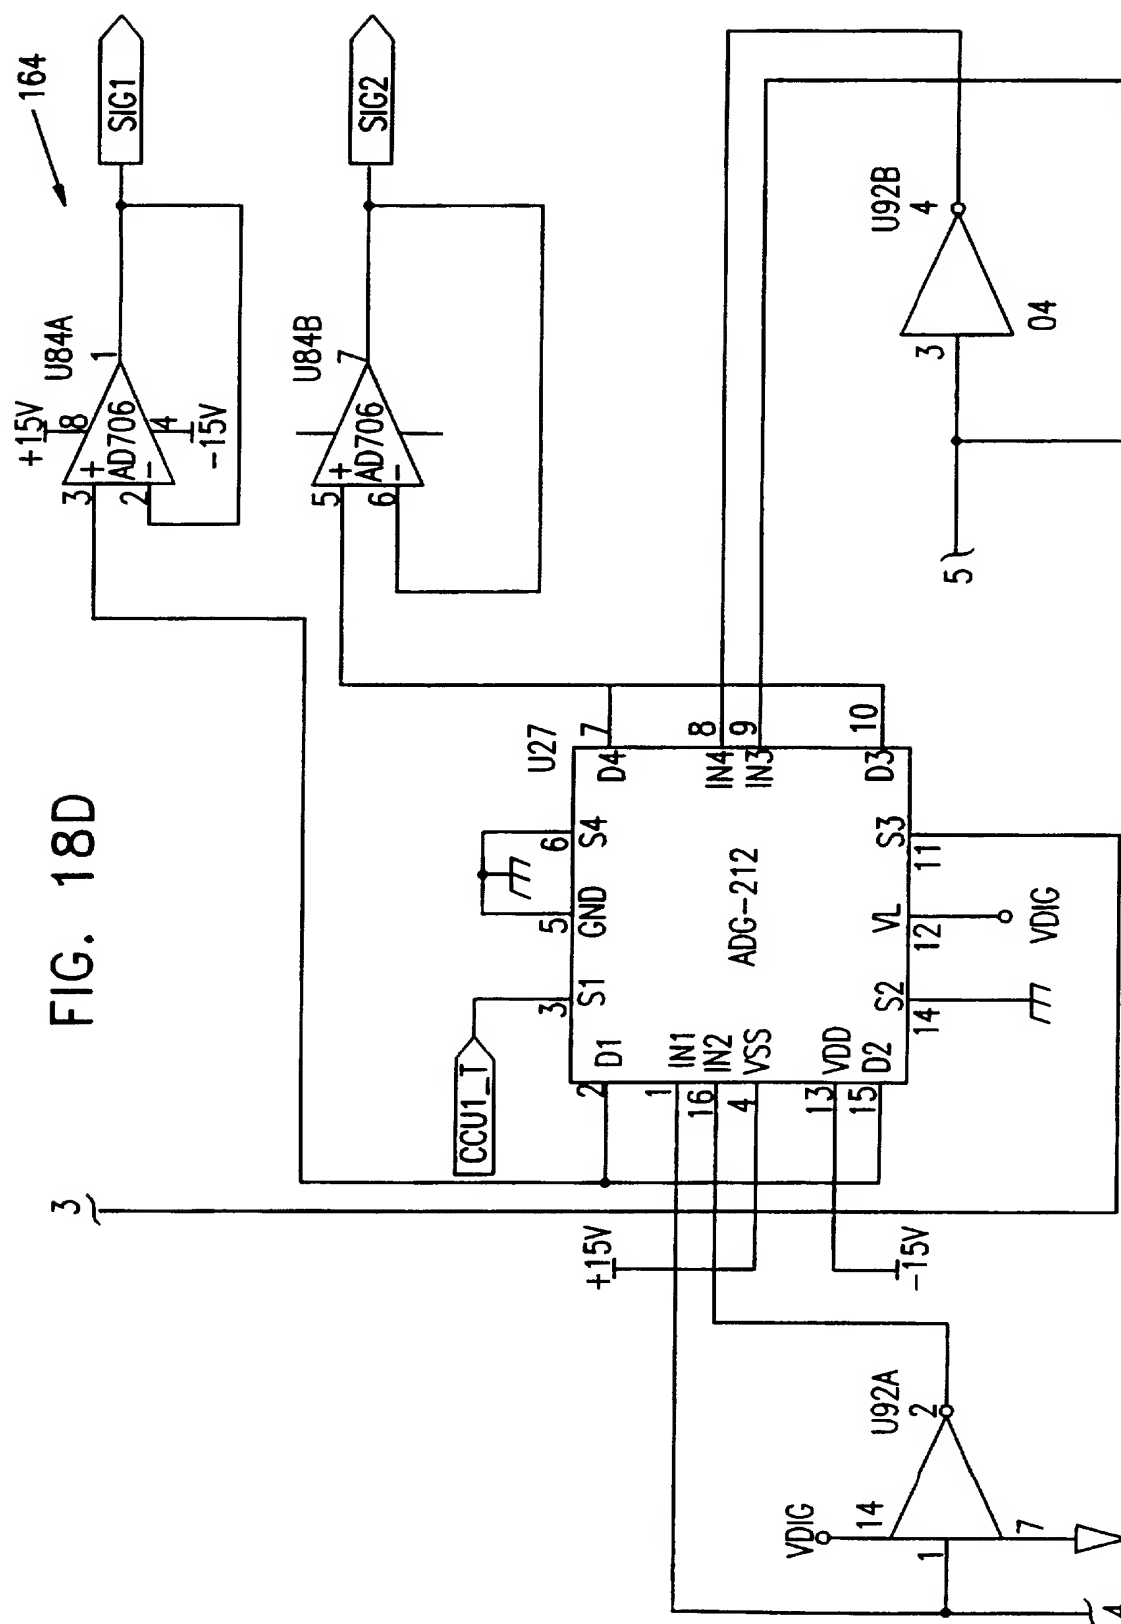 FIG. 18D
164
SIG1
SIG2
+15V
8
U84A
3
+
AD706
1
2
-
4
-15V
U84B
5
+
AD706
7
6
-
U92B
3
4
04
5
3
CCU1_T
U27
ADG-212
3
S1
5
GND
6
S4
2
D1
1
IN1
16
IN2
4
VSS
13
VDD
15
D2
D4
7
IN4
8
IN3
9
D3
10
S2
14
VL
12
S3
11
VDIG
+15V
-15V
U92A
VDIG
14
1
2
7
4